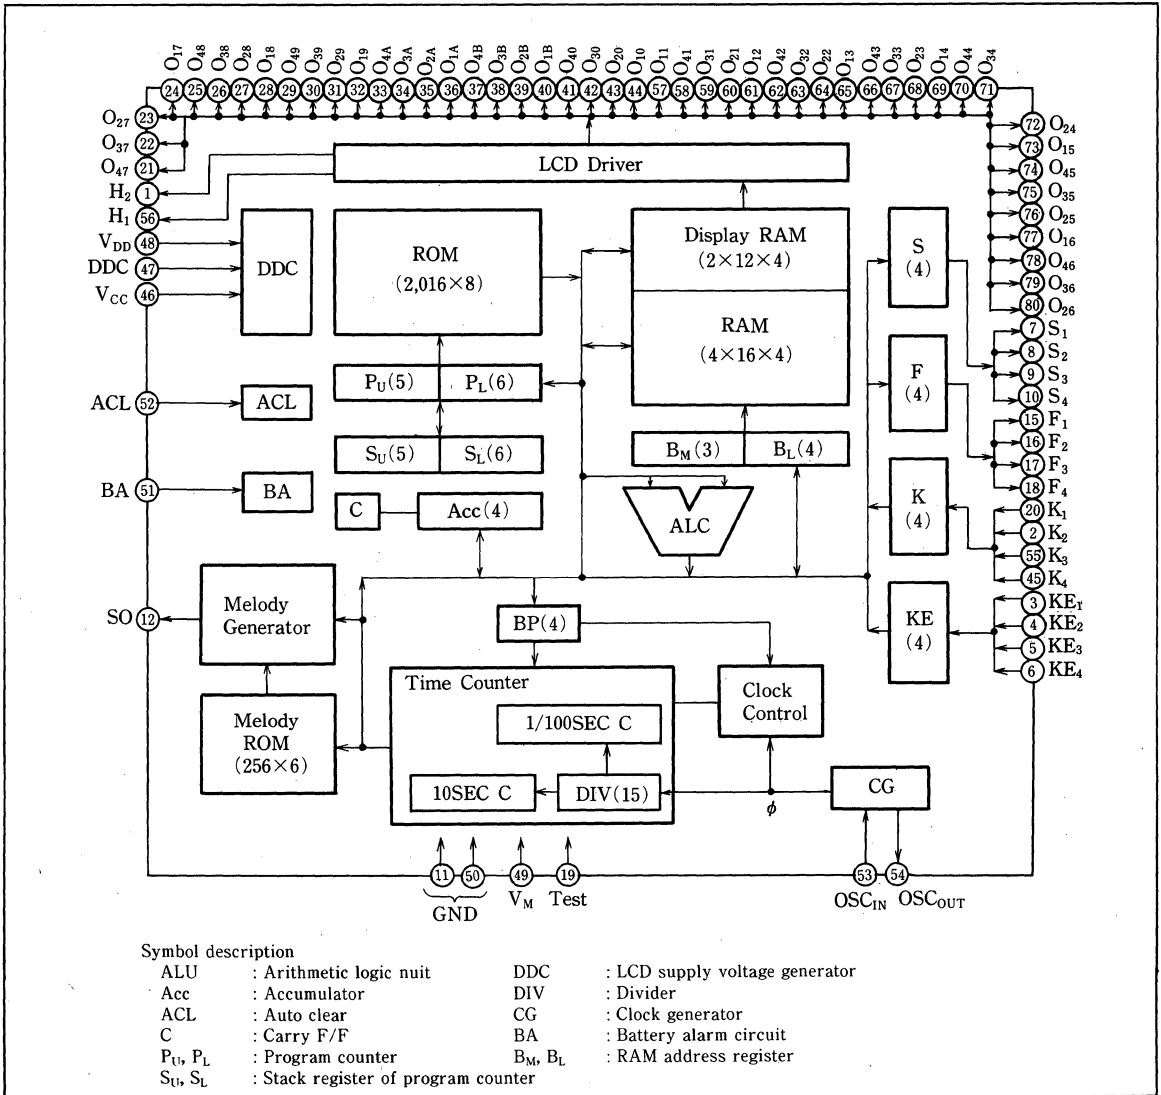 O17 O48 O38 O28 O18 O49 O39 O29 O19 O4A O3A O2A O1A O4B O3B O2B O1B O40 O30 O20 O10 O11 O41 O31 O21 O12 O42 O32 O22 O13 O43 O33 O23 O14 O44 O34
24 25 26 27 28 29 30 31 32 33 34 35 36 37 38 39 40 41 42 43 44 57 58 59 60 61 62 63 64 65 66 67 68 69 70 71
O27 23
O37 22
O47 21
H2 1
H1 56
VDD 48
DDC 47
VCC 46
ACL 52
BA 51
SO 12
72 O24
73 O15
74 O45
75 O35
76 O25
77 O16
78 O46
79 O36
80 O26
7 S1
8 S2
9 S3
10 S4
15 F1
16 F2
17 F3
18 F4
20 K1
2 K2
55 K3
45 K4
3 KE1
4 KE2
5 KE3
6 KE4
LCD Driver
DDC
ROM
(2,016×8)
Display RAM
(2×12×4)
RAM
(4×16×4)
S
(4)
F
(4)
K
(4)
KE
(4)
PU(5) PL(6)
ACL
SU(5) SL(6)
BM(3) BL(4)
BA
C
Acc(4)
ALC
Melody
Generator
BP(4)
Time Counter
Clock
Control
1/100SEC C
Melody
ROM
(256×6)
10SEC C
DIV(15)
ϕ
CG
11 50 49 19 53 54
GND
VM Test
OSCIN OSCOUT
Symbol description
ALU : Arithmetic logic nuit
Acc : Accumulator
ACL : Auto clear
C : Carry F/F
PU, PL : Program counter
SU, SL : Stack register of program counter
DDC : LCD supply voltage generator
DIV : Divider
CG : Clock generator
BA : Battery alarm circuit
BM, BL : RAM address register